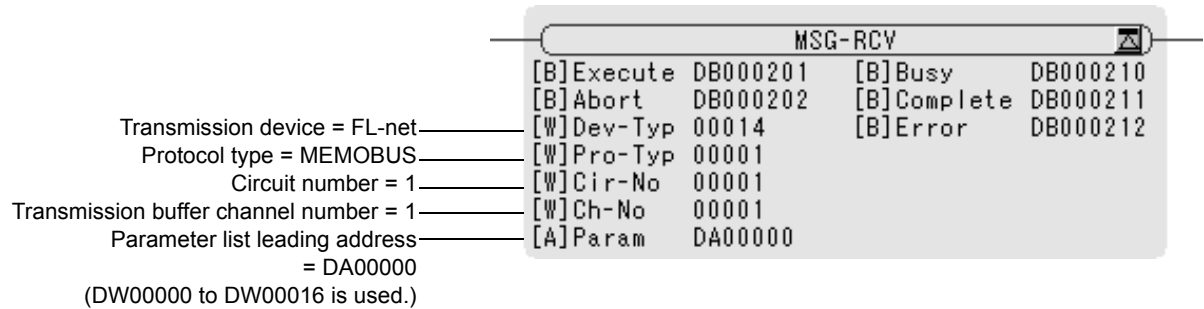 MSG-RCV
[B]Execute DB000201 [B]Busy DB000210
[B]Abort DB000202 [B]Complete DB000211
Transmission device = FL-net [W]Dev-Typ 00014 [B]Error DB000212
Protocol type = MEMOBUS [W]Pro-Typ 00001
Circuit number = 1 [W]Cir-No 00001
Transmission buffer channel number = 1 [W]Ch-No 00001
Parameter list leading address [A]Param DA00000
= DA00000
(DW00000 to DW00016 is used.)